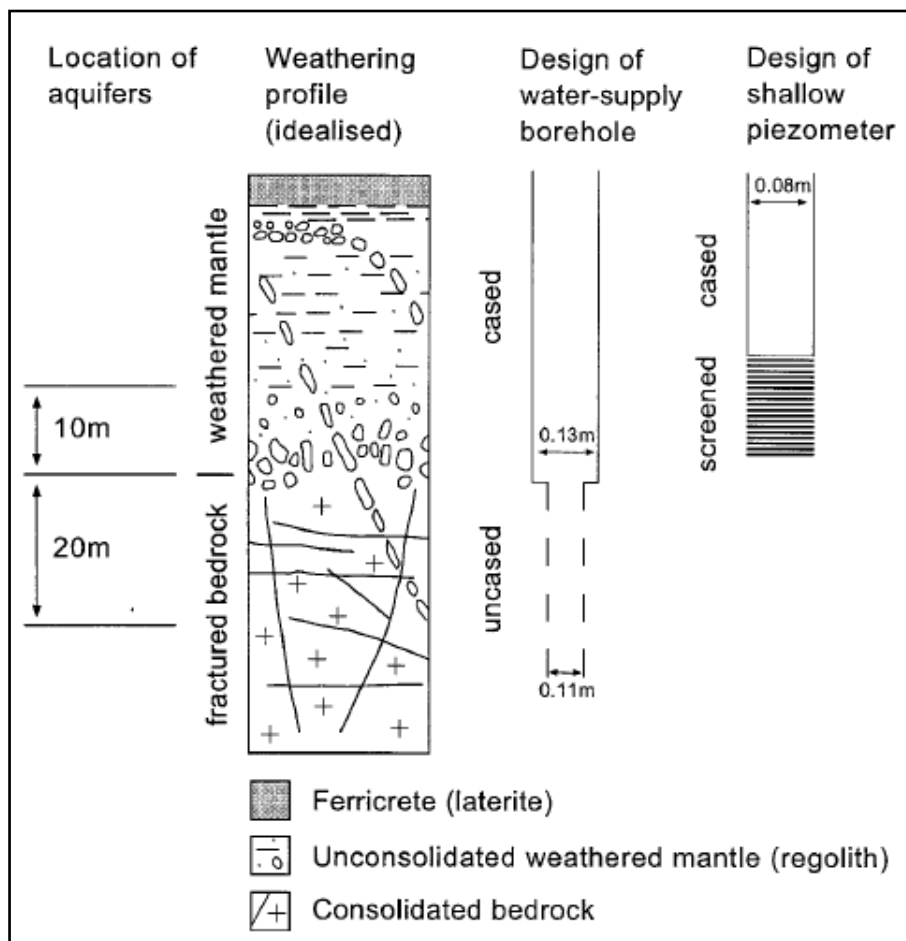 Location of
aquifers
Weathering
profile
(idealised)
Design of
water-supply
borehole
Design of
shallow
piezometer
10m
20m
weathered mantle
fractured bedrock
cased
0.13m
uncased
0.11m
0.08m
cased
screened
Ferricrete (laterite)
Unconsolidated weathered mantle (regolith)
Consolidated bedrock